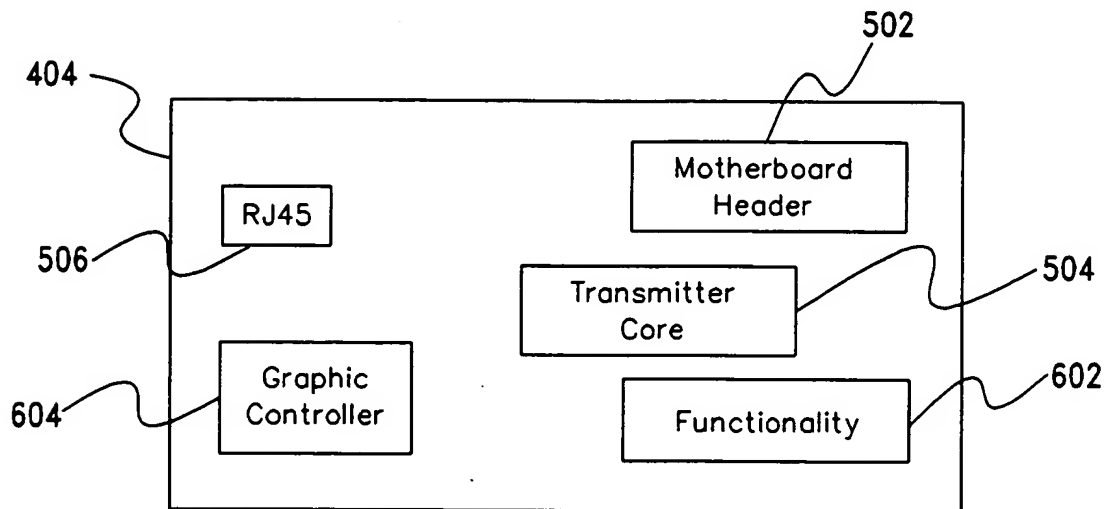 502
404
Motherboard
Header
RJ45
506
504
Transmitter
Core
Graphic
Controller
604
602
Functionality